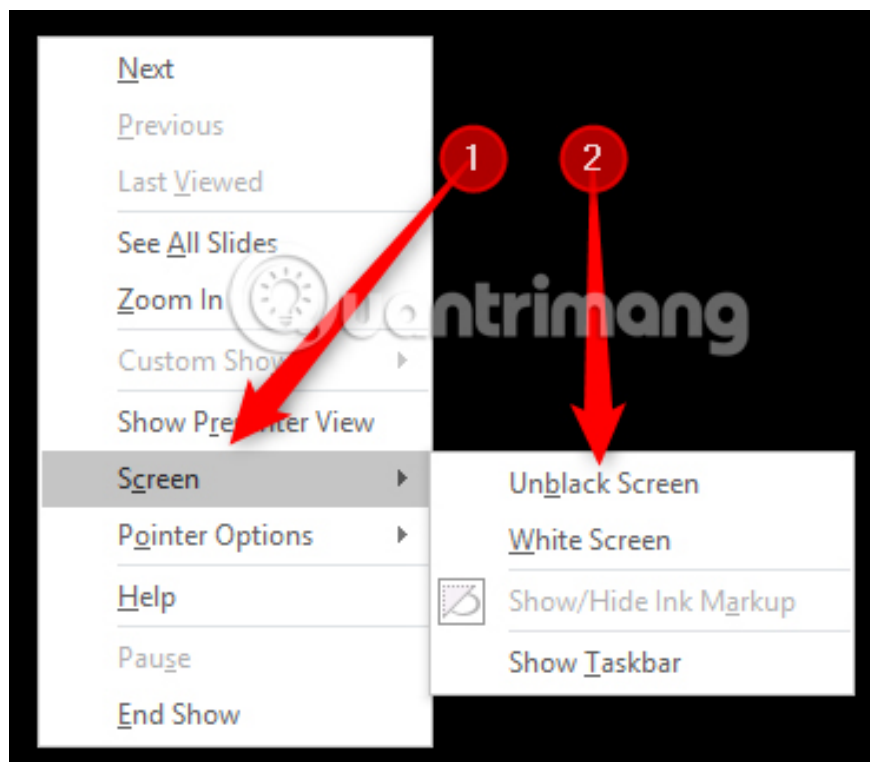 Next
Previous
Last Viewed
1
2
See All Slides
Zoom In
uantrimang
Custom Show
Show Presenter View
Screen
Unblack Screen
Pointer Options
White Screen
Help
Show/Hide Ink Markup
Pause
Show Taskbar
End Show